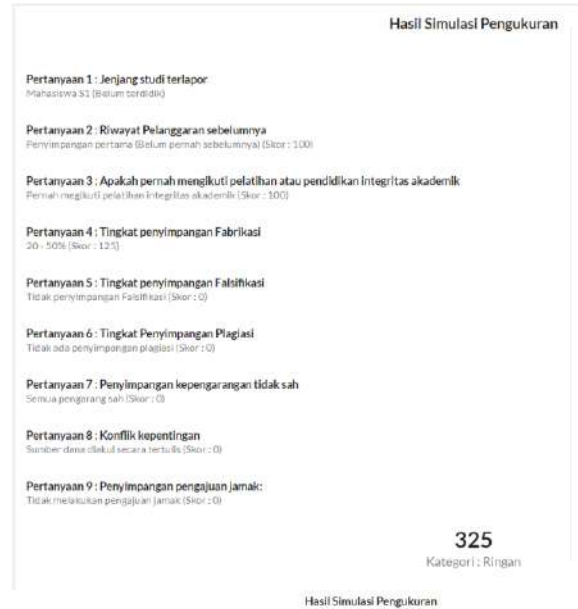 Hasil Simulasi Pengukuran
Pertanyaan 1 : Jenjang studi terlapor
Mahasiswa S1 (Belum terdidik)
Pertanyaan 2 : Riwayat Pelanggaran sebelumnya
Penyimpangan pertama (Belum pernah sebelumnya) (Skor : 100)
Pertanyaan 3 : Apakah pernah mengikuti pelatihan atau pendidikan integritas akademik
Pernah megikuti pelatihan integritas akademik (Skor : 100)
Pertanyaan 4 : Tingkat penyimpangan Fabrikasi
20 - 50% (Skor : 125)
Pertanyaan 5 : Tingkat penyimpangan Falsifikasi
Tidak penyimpangan Falsifikasi (Skor : 0)
Pertanyaan 6 : Tingkat Penyimpangan Plagiasi
Tidak ada penyimpangan plagiasi (Skor : 0)
Pertanyaan 7 : Penyimpangan kepengarangan tidak sah
Semua pengarang sah (Skor : 0)
Pertanyaan 8 : Konflik kepentingan
Sumber dana diakui secara tertulis (Skor : 0)
Pertanyaan 9 : Penyimpangan pengajuan jamak:
Tidak melakukan pengajuan jamak (Skor : 0)
325
Kategori : Ringan
Hasil Simulasi Pengukuran